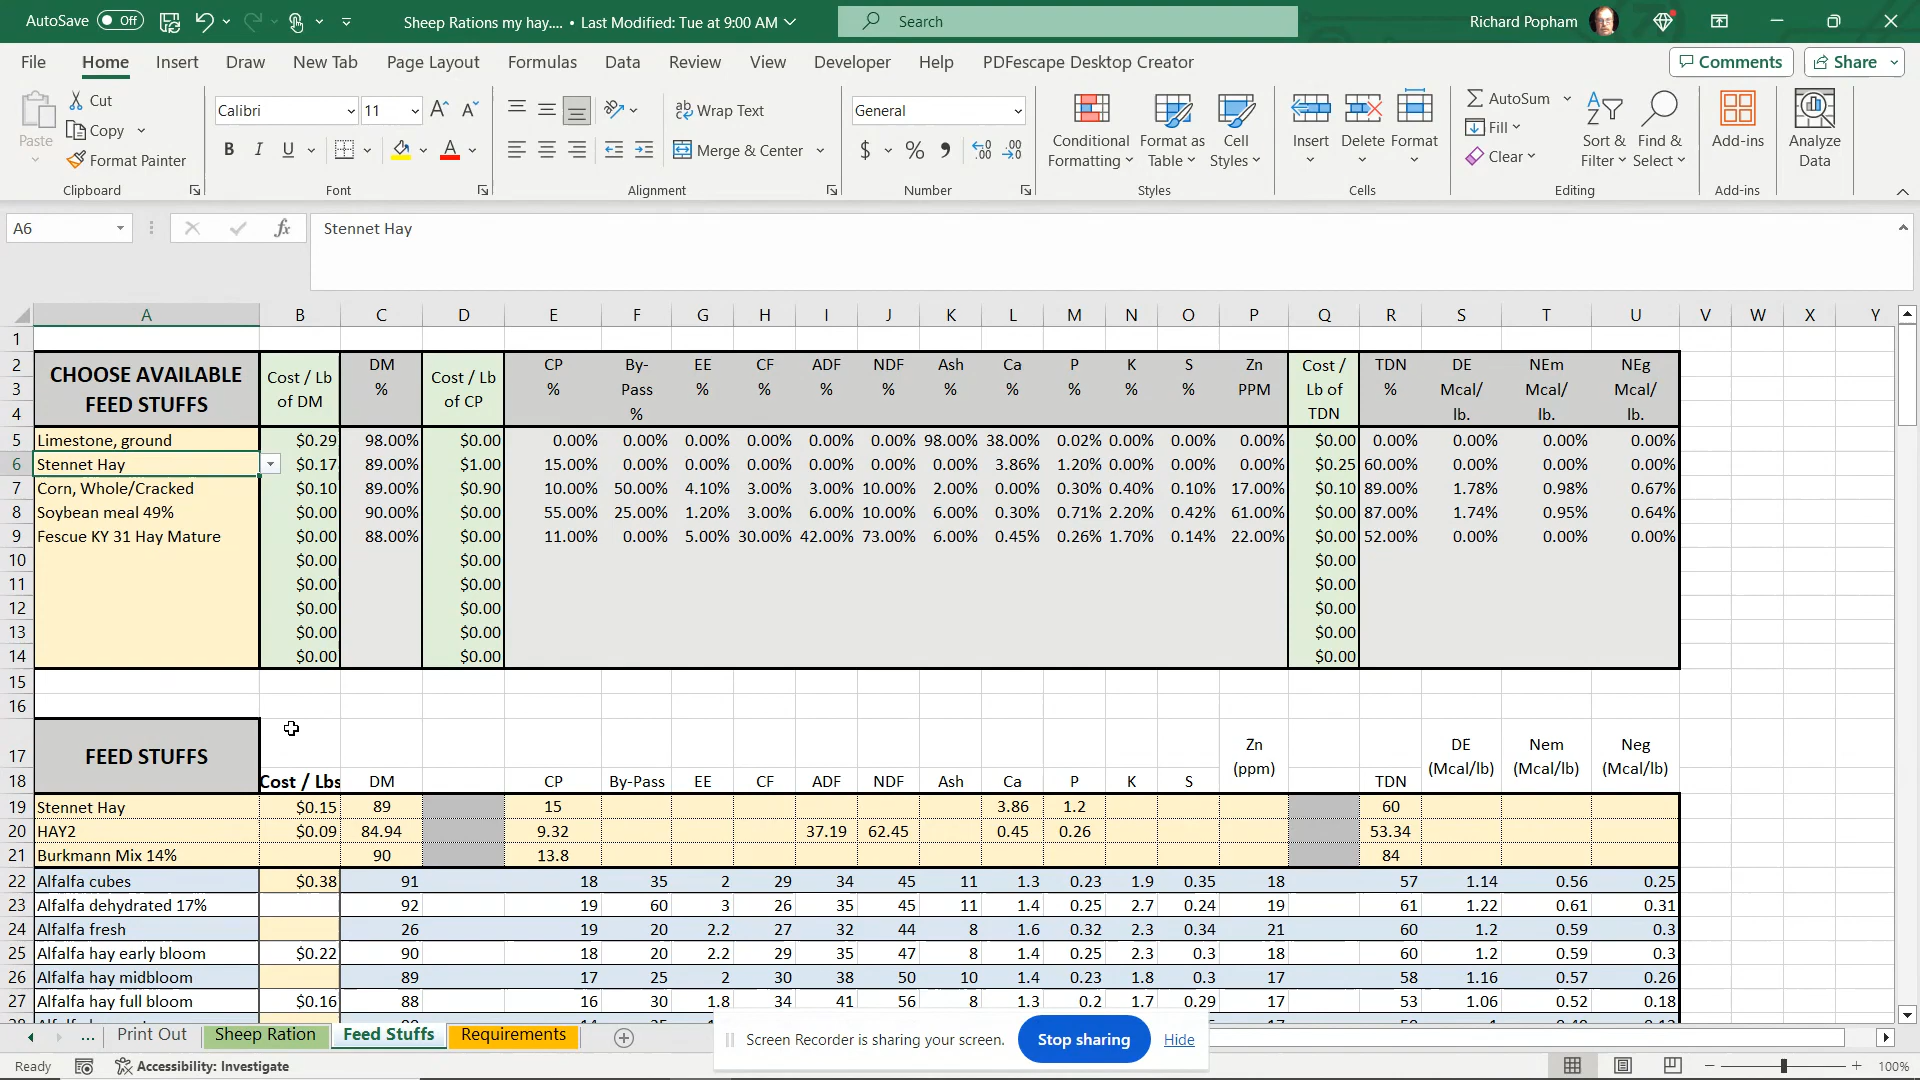 AutoSave Off Sheep Rations my hay.... • Last Modified: Tue at 9:00 AM Search Richard Popham
File Home Insert Draw New Tab Page Layout Formulas Data Review View Developer Help PDFescape Desktop Creator Comments Share
Paste Cut Copy Format Painter Clipboard
Calibri 11 B I U Font
Wrap Text Merge & Center Alignment
General $ % Number
Conditional Formatting Format as Table Cell Styles Styles
Insert Delete Format Cells
AutoSum Fill Clear Sort & Filter Find & Select Editing
Add-ins Add-ins
Analyze Data
A6 fx Stennet Hay
A B C D E F G H I J K L M N O P Q R S T U V W X Y
1
2 3 4 CHOOSE AVAILABLE FEED STUFFS Cost / Lb of DM DM % Cost / Lb of CP CP % By-Pass % EE % CF % ADF % NDF % Ash % Ca % P % K % S % Zn PPM Cost / Lb of TDN TDN % DE Mcal/ lb. NEm Mcal/ lb. NEg Mcal/ lb.
5 Limestone, ground $0.29 98.00% $0.00 0.00% 0.00% 0.00% 0.00% 0.00% 0.00% 98.00% 38.00% 0.02% 0.00% 0.00% 0.00% $0.00 0.00% 0.00% 0.00% 0.00%
6 Stennet Hay $0.17 89.00% $1.00 15.00% 0.00% 0.00% 0.00% 0.00% 0.00% 0.00% 3.86% 1.20% 0.00% 0.00% 0.00% $0.25 60.00% 0.00% 0.00% 0.00%
7 Corn, Whole/Cracked $0.10 89.00% $0.90 10.00% 50.00% 4.10% 3.00% 3.00% 10.00% 2.00% 0.00% 0.30% 0.40% 0.10% 17.00% $0.10 89.00% 1.78% 0.98% 0.67%
8 Soybean meal 49% $0.00 90.00% $0.00 55.00% 25.00% 1.20% 3.00% 6.00% 10.00% 6.00% 0.30% 0.71% 2.20% 0.42% 61.00% $0.00 87.00% 1.74% 0.95% 0.64%
9 Fescue KY 31 Hay Mature $0.00 88.00% $0.00 11.00% 0.00% 5.00% 30.00% 42.00% 73.00% 6.00% 0.45% 0.26% 1.70% 0.14% 22.00% $0.00 52.00% 0.00% 0.00% 0.00%
10 $0.00 $0.00 $0.00
11 $0.00 $0.00 $0.00
12 $0.00 $0.00 $0.00
13 $0.00 $0.00 $0.00
14 $0.00 $0.00 $0.00
15
16
17 FEED STUFFS Zn (ppm) DE (Mcal/lb) Nem (Mcal/lb) Neg (Mcal/lb)
18 Cost / Lbs DM CP By-Pass EE CF ADF NDF Ash Ca P K S TDN
19 Stennet Hay $0.15 89 15 3.86 1.2 60
20 HAY2 $0.09 84.94 9.32 37.19 62.45 0.45 0.26 53.34
21 Burkmann Mix 14% 90 13.8 84
22 Alfalfa cubes $0.38 91 18 35 2 29 34 45 11 1.3 0.23 1.9 0.35 18 57 1.14 0.56 0.25
23 Alfalfa dehydrated 17% 92 19 60 3 26 35 45 11 1.4 0.25 2.7 0.24 19 61 1.22 0.61 0.31
24 Alfalfa fresh 26 19 20 2.2 27 32 44 8 1.6 0.32 2.3 0.34 21 60 1.2 0.59 0.3
25 Alfalfa hay early bloom $0.22 90 18 20 2.2 29 35 47 8 1.4 0.25 2.3 0.3 18 60 1.2 0.59 0.3
26 Alfalfa hay midbloom 89 17 25 2 30 38 50 10 1.4 0.23 1.8 0.3 17 58 1.16 0.57 0.26
27 Alfalfa hay full bloom $0.16 88 16 30 1.8 34 41 56 8 1.3 0.2 1.7 0.29 17 53 1.06 0.52 0.18
... Print Out Sheep Ration Feed Stuffs Requirements
Screen Recorder is sharing your screen. Stop sharing Hide
Ready Accessibility: Investigate 100%